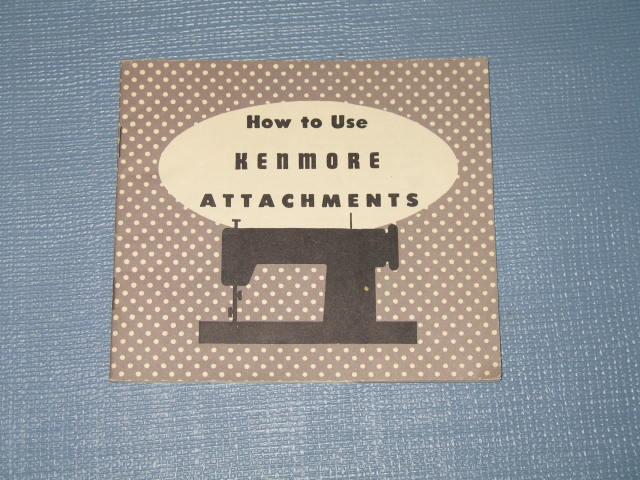 How to Use
KENMORE
ATTACHMENTS